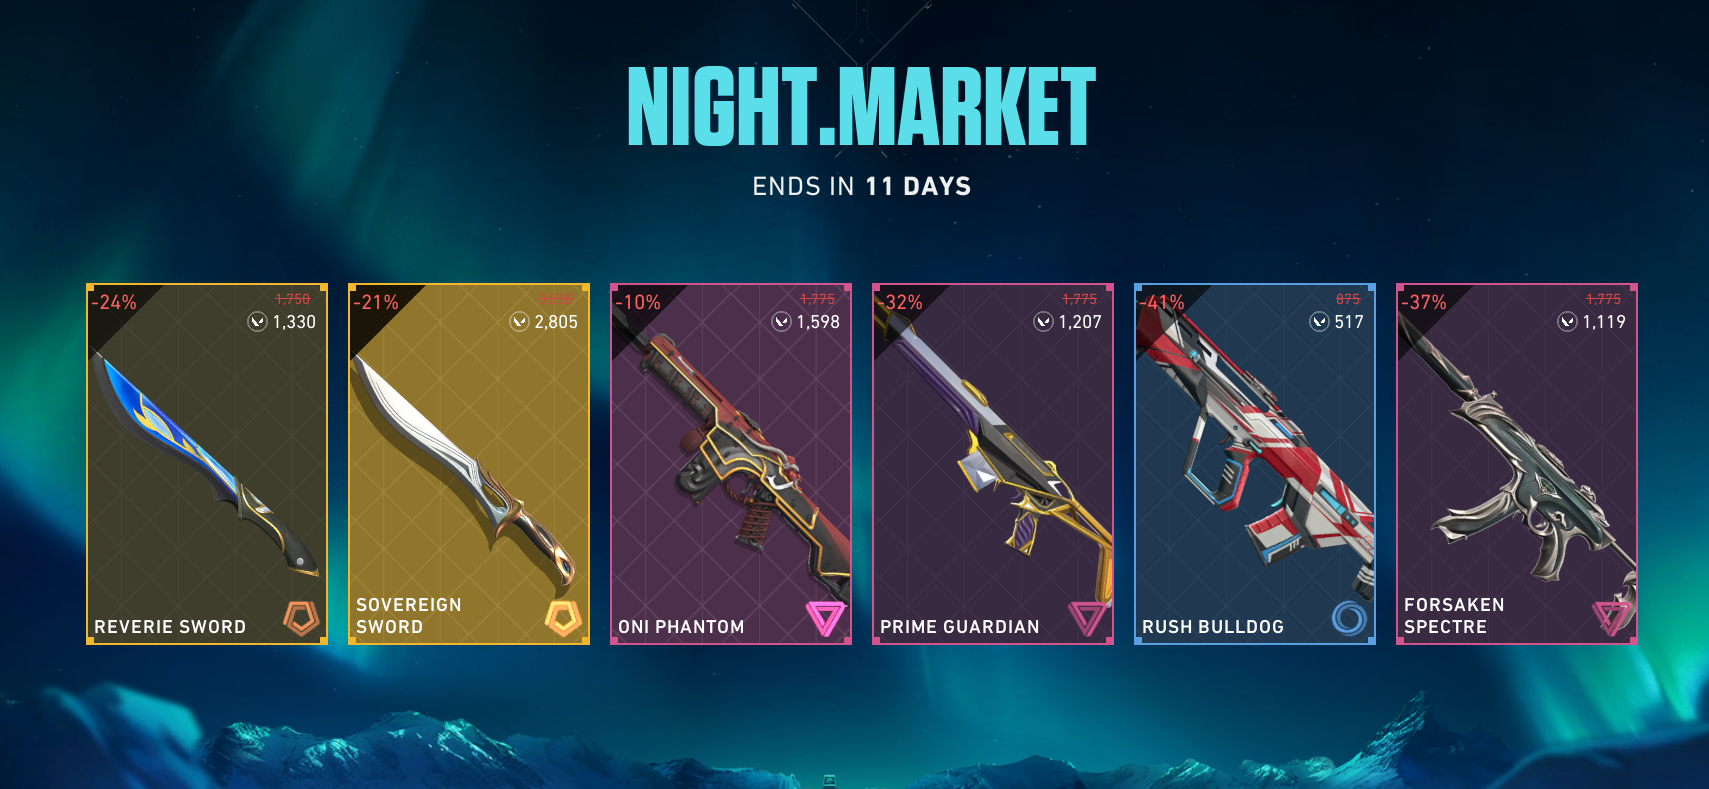 NIGHT.MARKET
ENDS IN 11 DAYS
-24%
1,750
1,330
REVERIE SWORD
-21%
2,805
SOVEREIGN
SWORD
-10%
1,775
1,598
ONI PHANTOM
-32%
1,775
1,207
PRIME GUARDIAN
-41%
875
517
RUSH BULLDOG
-37%
1,775
1,119
FORSAKEN
SPECTRE